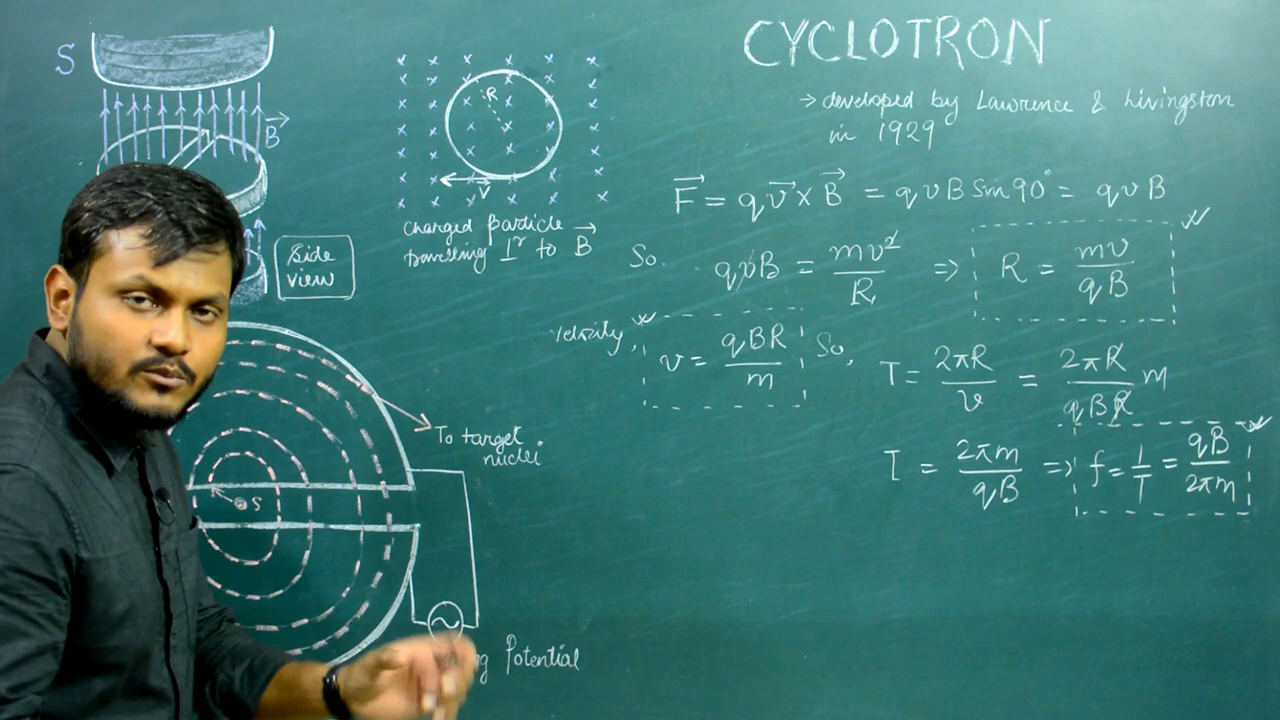 CYCLOTRON
→ developed by Lawrence & Livingston
in 1929
S
B⃗
Side
view
R
v
Charged particle
travelling ⊥ʳ to B⃗
F⃗ = qv⃗ × B⃗ = qvB Sin 90° = qvB
So. qvB = mv²/R ⇒ R = mv/qB
velocity, v = qBR/m So, T = 2πR/v = 2πR/qBR m
T = 2πm/qB ⇒ f = 1/T = qB/2πm
To target
nuclei
S
~
Potential